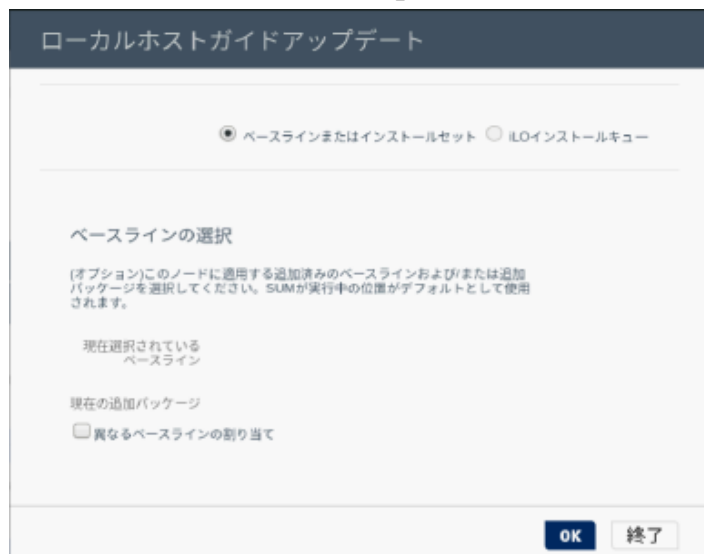 ローカルホストガイドアップデート
ベースラインまたはインストールセット iLOインストールキュー
ベースラインの選択
(オプション)このノードに適用する追加済みのベースラインおよび/または追加
パッケージを選択してください。SUMが実行中の位置がデフォルトとして使用
されます。
現在選択されている
ベースライン
現在の追加パッケージ
異なるベースラインの割り当て
OK 終了